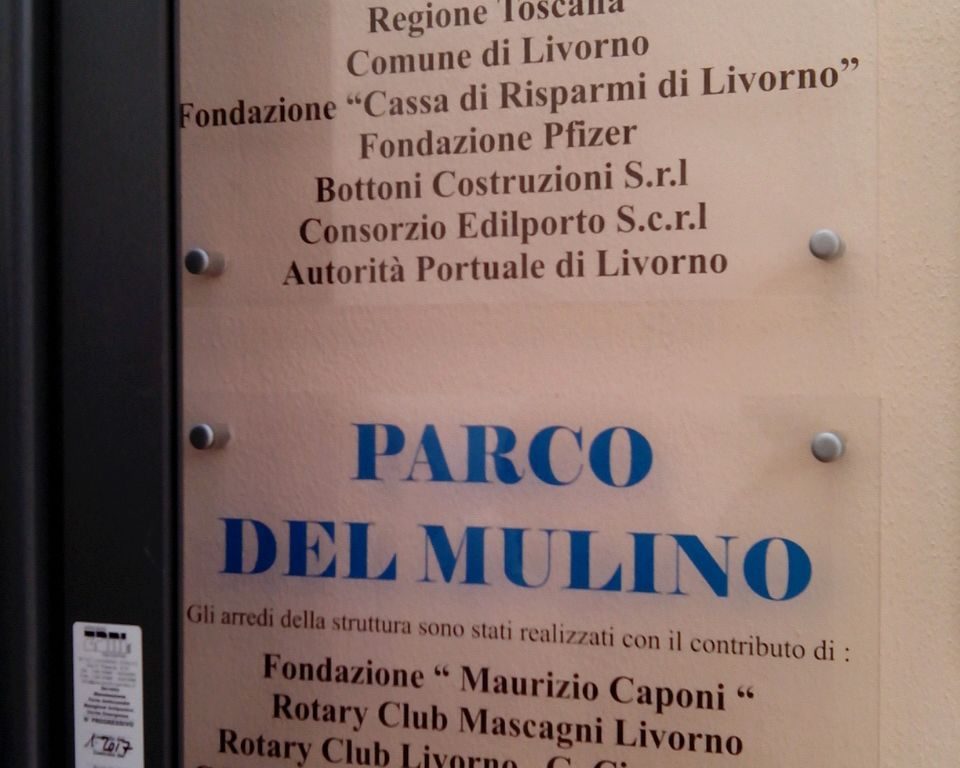 Regione Toscana
Comune di Livorno
Fondazione “Cassa di Risparmi di Livorno”
Fondazione Pfizer
Bottoni Costruzioni S.r.l
Consorzio Edilporto S.c.r.l
Autorità Portuale di Livorno
PARCO
DEL MULINO
Gli arredi della struttura sono stati realizzati con il contributo di :
Fondazione “ Maurizio Caponi “
Rotary Club Mascagni Livorno
Rotary Club Livorno